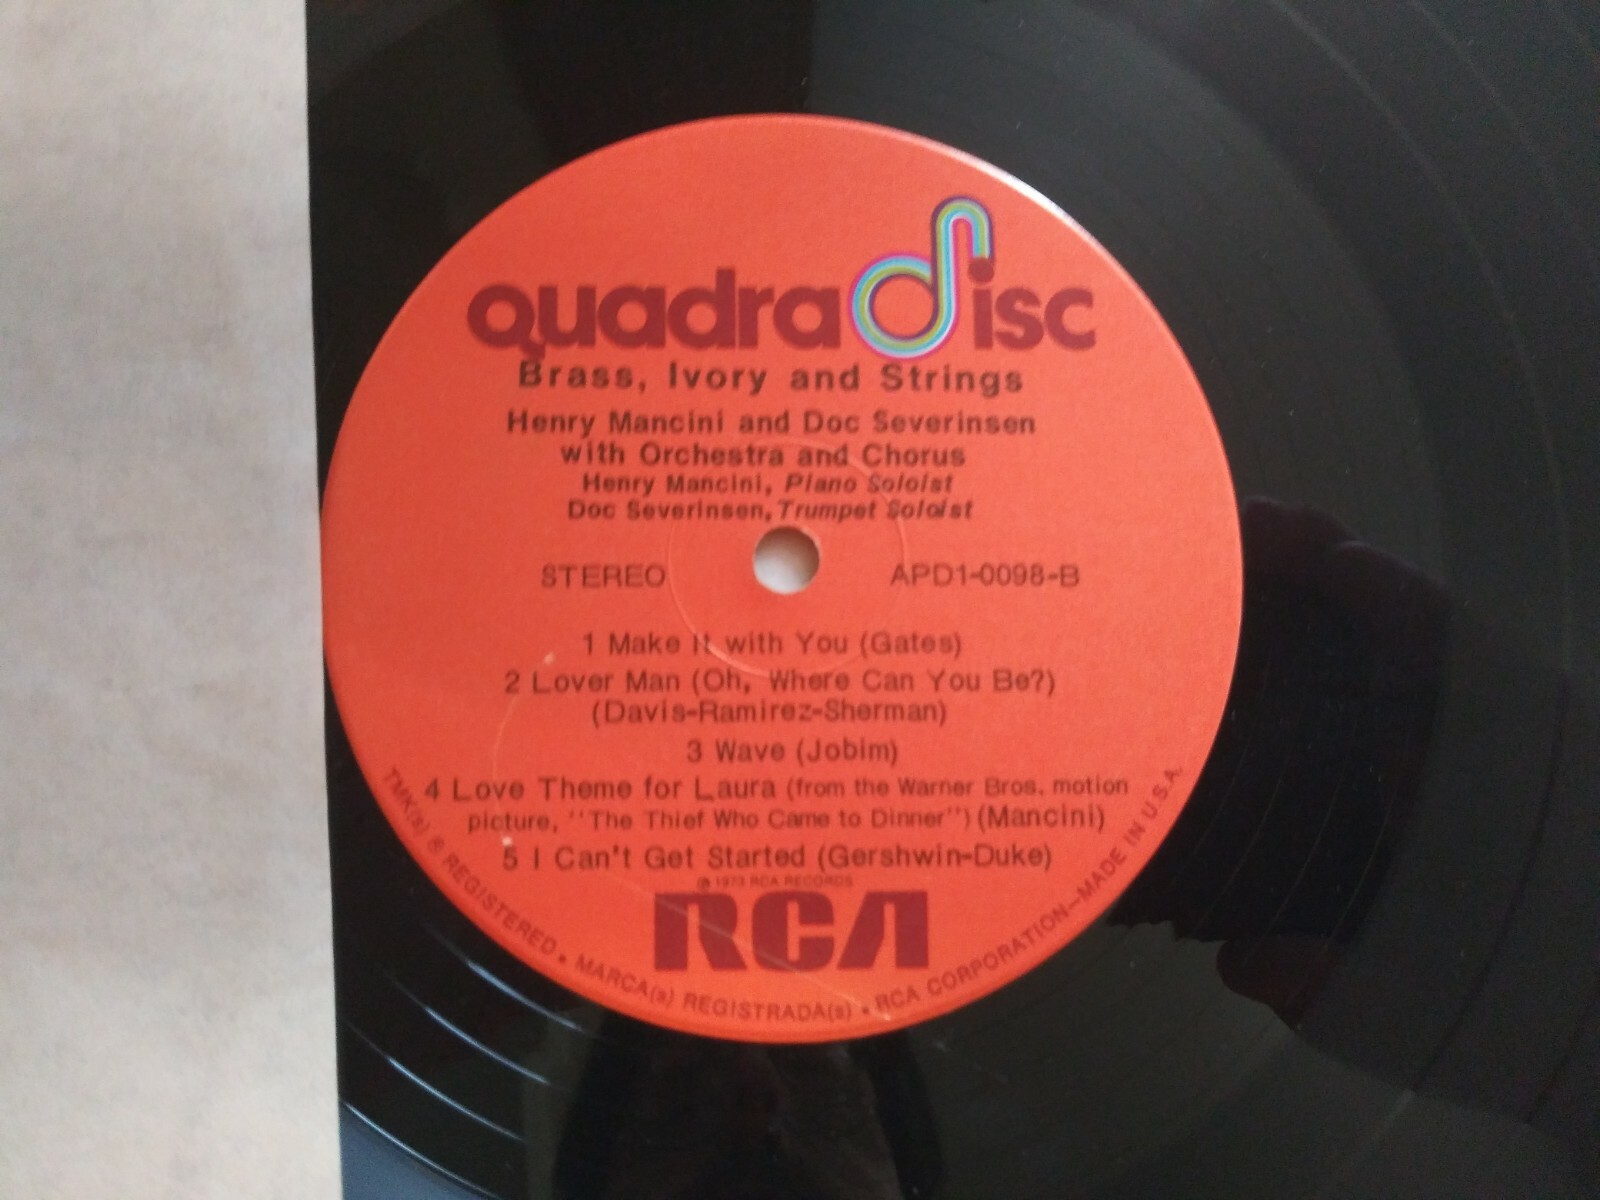 quadradisc
Brass, Ivory and Strings
Henry Mancini and Doc Severinsen
with Orchestra and Chorus
Henry Mancini, Piano Soloist
Doc Severinsen, Trumpet Soloist
STEREO
APD1-0098-B
1 Make It with You (Gates)
2 Lover Man (Oh, Where Can You Be?)
(Davis-Ramirez-Sherman)
3 Wave (Jobim)
4 Love Theme for Laura (from the Warner Bros. motion
picture, "The Thief Who Came to Dinner") (Mancini)
5 I Can't Get Started (Gershwin-Duke)
℗ 1973 RCA RECORDS
RCA
TMK(s) ® REGISTERED • MARCA(s) REGISTRADA(s) • RCA CORPORATION—MADE IN U.S.A.